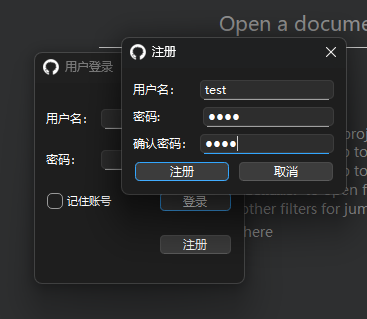 Open a docume
注册
用户登录
用户名：
test
密码：
●●●●
确认密码：
●●●●
注册
取消
用户名：
密码：
记住账号
登录
注册
proj
to
to
open f
other filters for jum
here